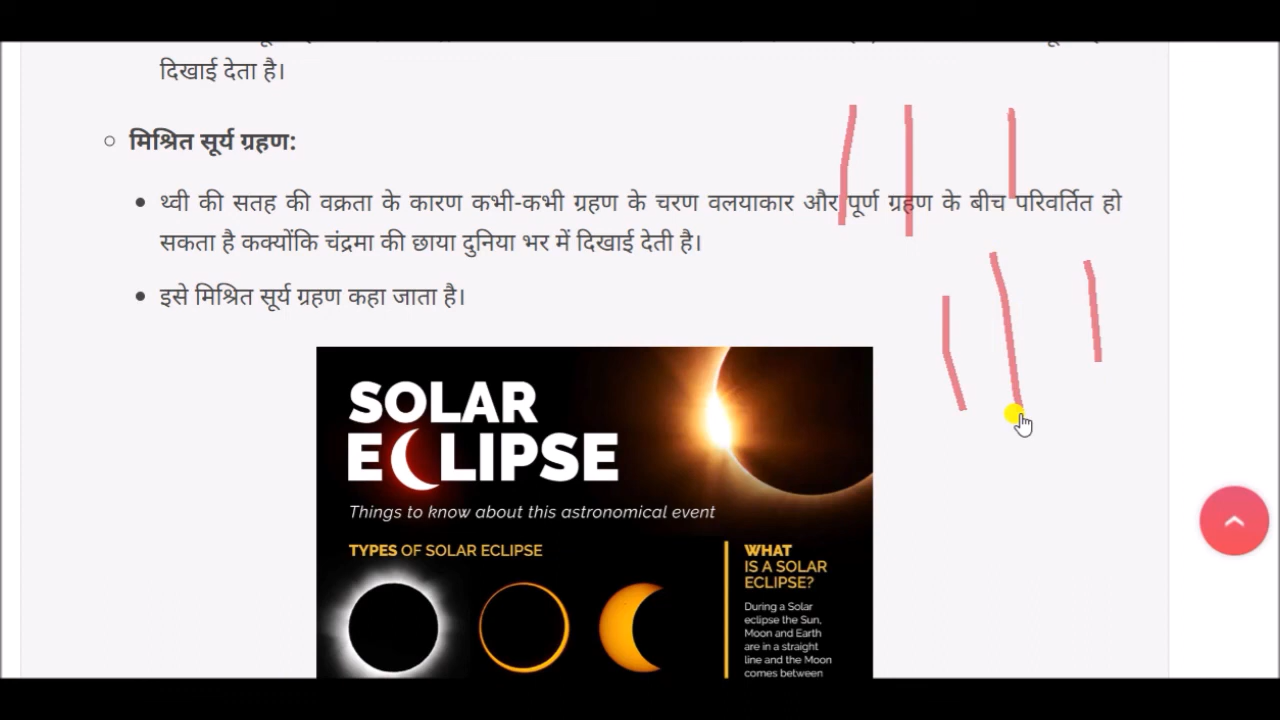 दिखाई देता है।
मिश्रित सूर्य ग्रहण:
थ्वी की सतह की वक्रता के कारण कभी-कभी ग्रहण के चरण वलयाकार और पूर्ण ग्रहण के बीच परिवर्तित हो
सकता है कक्योंकि चंद्रमा की छाया दुनिया भर में दिखाई देती है।
इसे मिश्रित सूर्य ग्रहण कहा जाता है।
SOLAR
ECLIPSE
Things to know about this astronomical event
TYPES OF SOLAR ECLIPSE
WHAT
IS A SOLAR
ECLIPSE?
During a Solar
eclipse the Sun,
Moon and Earth
are in a straight
line and the Moon
comes between